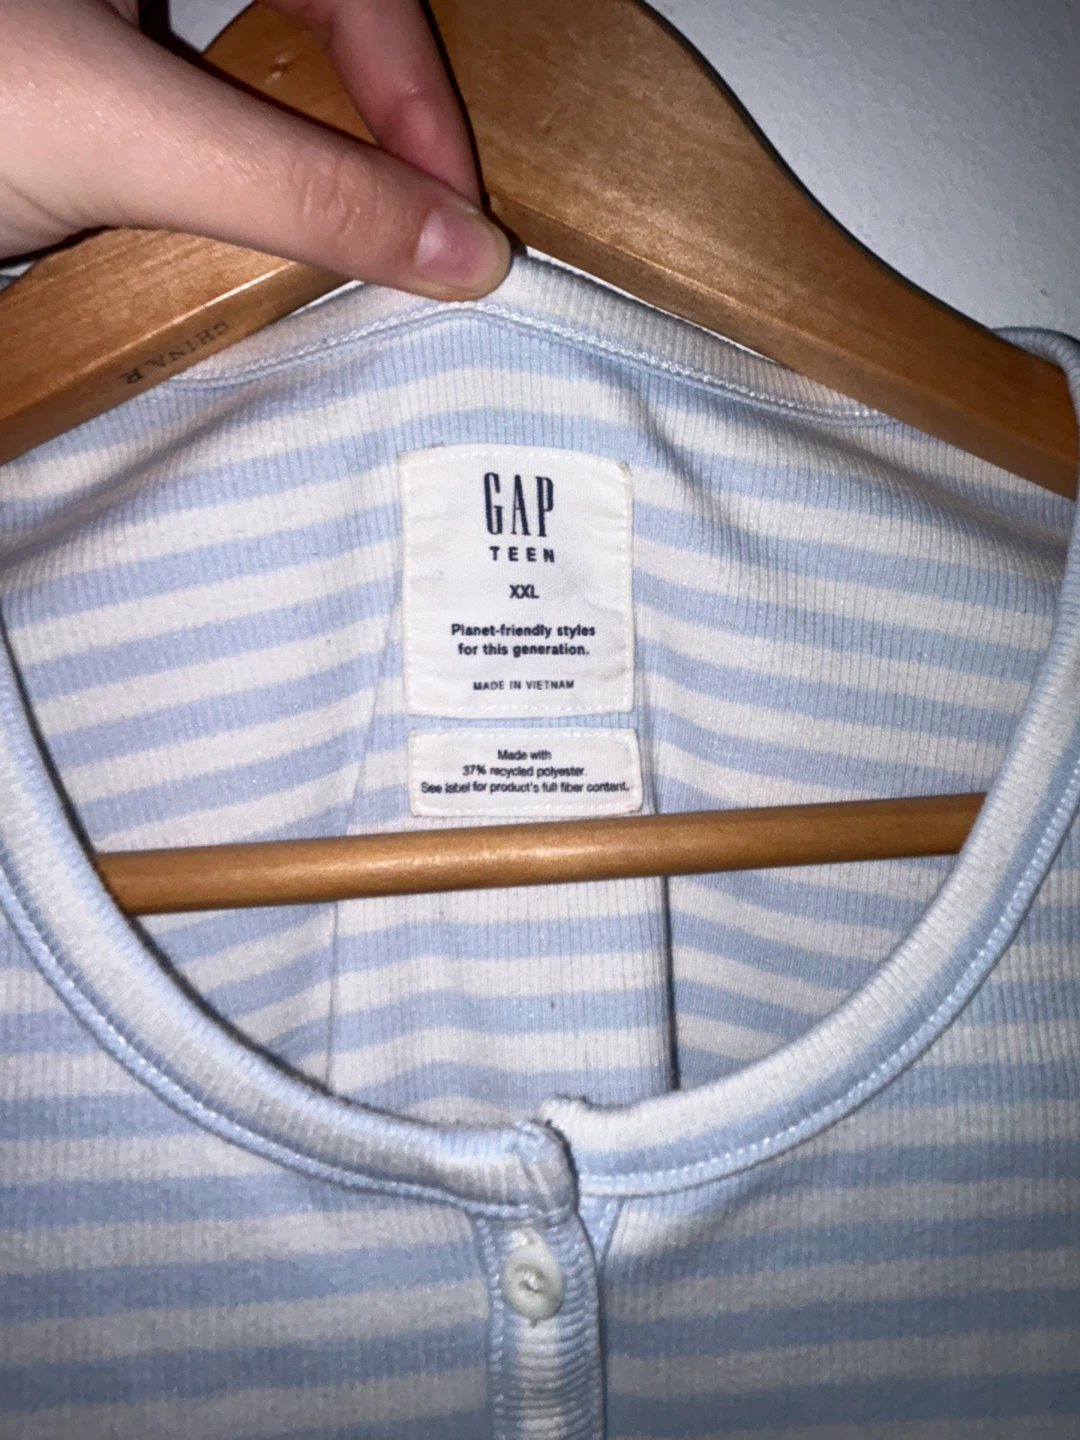 CHINA R
GAP
TEEN
XXL
Planet-friendly styles
for this generation.
MADE IN VIETNAM
Made with
37% recycled polyester.
See label for product's full fiber content.